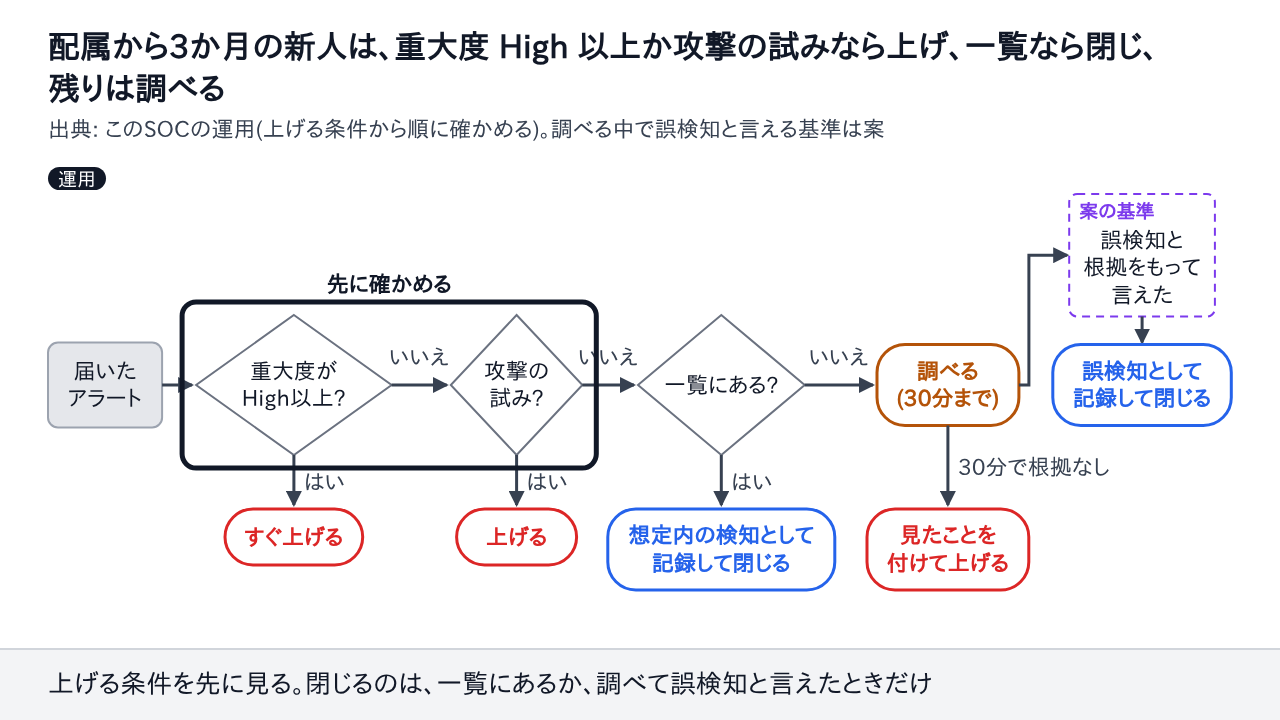 配属から3か月の新人は、重大度 High 以上か攻撃の試みなら上げ、一覧なら閉じ、
残りは調べる
出典: このSOCの運用(上げる条件から順に確かめる)。調べる中で誤検知と言える基準は案
運用
案の基準
誤検知と
根拠をもって
言えた
先に確かめる
届いた
アラート
重大度が
High以上?
いいえ
攻撃の
試み?
いいえ
一覧にある?
いいえ
調べる
(30分まで)
誤検知として
記録して閉じる
はい
はい
はい
30分で根拠なし
すぐ上げる
上げる
想定内の検知として
記録して閉じる
見たことを
付けて上げる
上げる条件を先に見る。閉じるのは、一覧にあるか、調べて誤検知と言えたときだけ